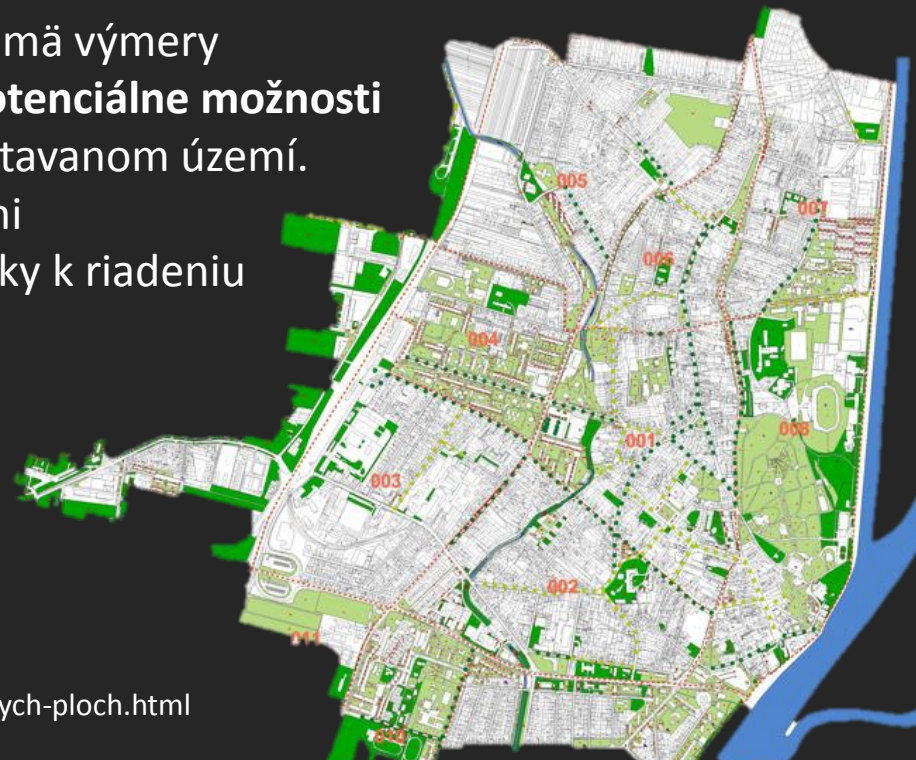 mä výmery
otenciálne možnosti
tavanom území.
ni
ky k riadeniu
005
007
006
004
008
001
003
002
011
010
ych-ploch.html